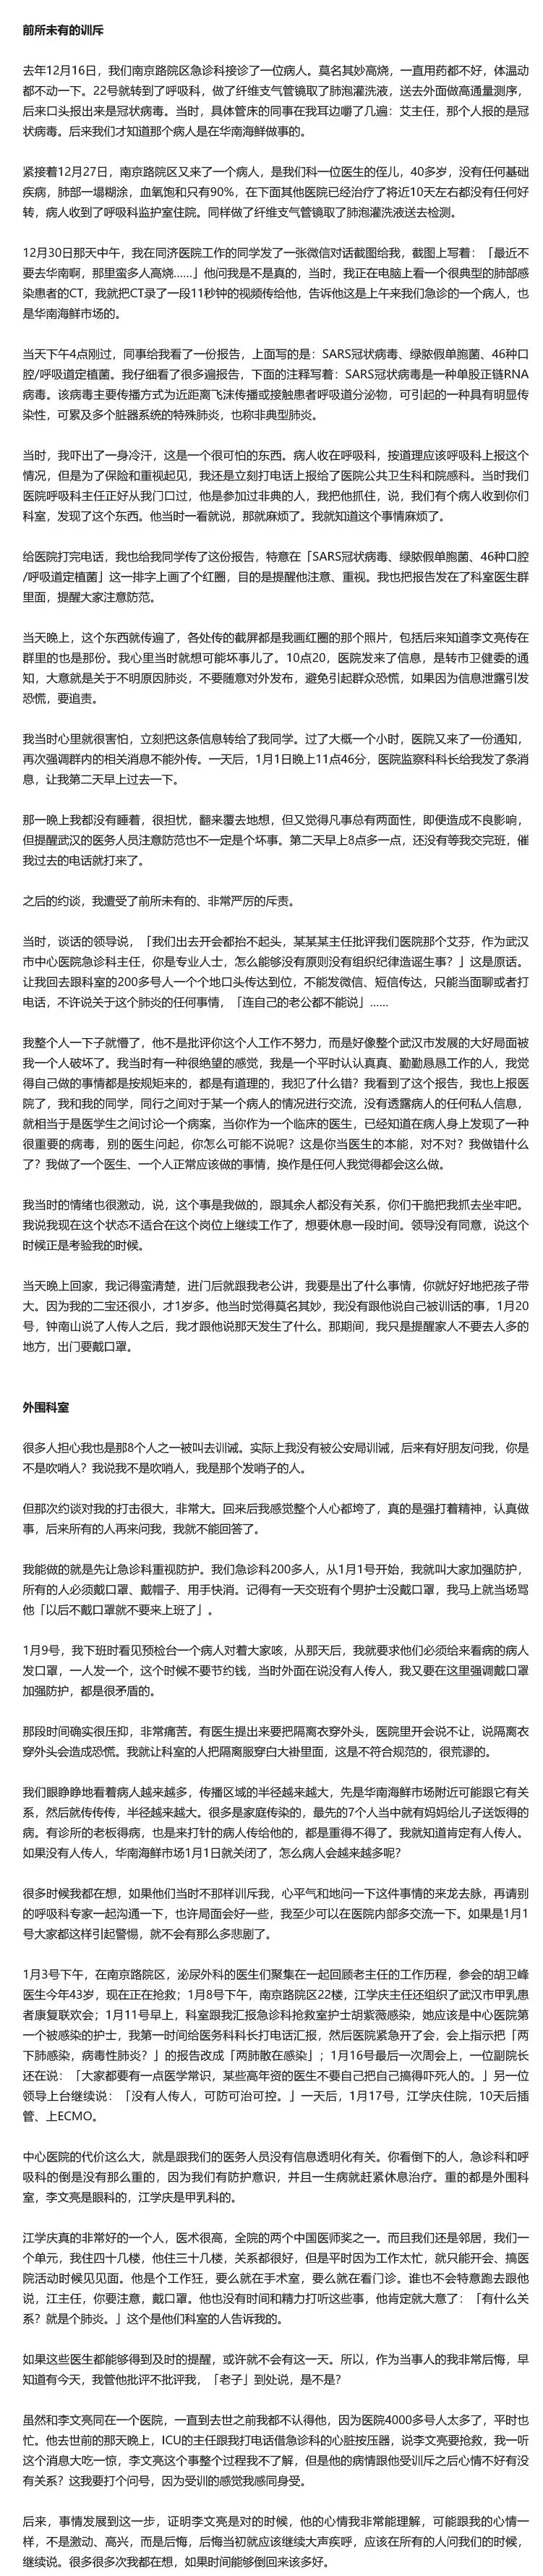 前所未有的训斥
去年12月16日，我们南京路院区急诊科接诊了一位病人。莫名其妙高烧，一直用药都不好，体温动
都不动一下。22号就转到了呼吸科，做了纤维支气管镜取了肺泡灌洗液，送去外面做高通量测序，
后来口头报出来是冠状病毒。当时，具体管床的同事在我耳边嚼了几遍：艾主任，那个人报的是冠
状病毒。后来我们才知道那个病人是在华南海鲜做事的。
紧接着12月27日，南京路院区又来了一个病人，是我们科一位医生的侄儿，40多岁，没有任何基础
疾病，肺部一塌糊涂，血氧饱和只有90%，在下面其他医院已经治疗了将近10天左右都没有任何好
转，病人收到了呼吸科监护室住院。同样做了纤维支气管镜取了肺泡灌洗液送去检测。
12月30日那天中午，我在同济医院工作的同学发了一张微信对话截图给我，截图上写着：「最近不
要去华南啊，那里蛮多人高烧……」他问我是不是真的，当时，我正在电脑上看一个很典型的肺部感
染患者的CT，我就把CT录了一段11秒钟的视频传给他，告诉他这是上午来我们急诊的一个病人，也
是华南海鲜市场的。
当天下午4点刚过，同事给我看了一份报告，上面写的是：SARS冠状病毒、绿脓假单胞菌、46种口
腔/呼吸道定植菌。我仔细看了很多遍报告，下面的注释写着：SARS冠状病毒是一种单股正链RNA
病毒。该病毒主要传播方式为近距离飞沫传播或接触患者呼吸道分泌物，可引起的一种具有明显传
染性，可累及多个脏器系统的特殊肺炎，也称非典型肺炎。
当时，我吓出了一身冷汗，这是一个很可怕的东西。病人收在呼吸科，按道理应该呼吸科上报这个
情况，但是为了保险和重视起见，我还是立刻打电话上报给了医院公共卫生科和院感科。当时我们
医院呼吸科主任正好从我门口过，他是参加过非典的人，我把他抓住，说，我们有个病人收到你们
科室，发现了这个东西。他当时一看就说，那就麻烦了。我就知道这个事情麻烦了。
给医院打完电话，我也给我同学传了这份报告，特意在「SARS冠状病毒、绿脓假单胞菌、46种口腔
/呼吸道定植菌」这一排字上画了个红圈，目的是提醒他注意、重视。我也把报告发在了科室医生群
里面，提醒大家注意防范。
当天晚上，这个东西就传遍了，各处传的截屏都是我画红圈的那个照片，包括后来知道李文亮传在
群里的也是那份。我心里当时就想可能坏事儿了。10点20，医院发来了信息，是转市卫健委的通
知，大意就是关于不明原因肺炎，不要随意对外发布，避免引起群众恐慌，如果因为信息泄露引发
恐慌，要追责。
我当时心里就很害怕，立刻把这条信息转给了我同学。过了大概一个小时，医院又来了一份通知，
再次强调群内的相关消息不能外传。一天后，1月1日晚上11点46分，医院监察科科长给我发了条消
息，让我第二天早上过去一下。
那一晚上我都没有睡着，很担忧，翻来覆去地想，但又觉得凡事总有两面性，即便造成不良影响，
但提醒武汉的医务人员注意防范也不一定是个坏事。第二天早上8点多一点，还没有等我交完班，催
我过去的电话就打来了。
之后的约谈，我遭受了前所未有的、非常严厉的斥责。
当时，谈话的领导说，「我们出去开会都抬不起头，某某某主任批评我们医院那个艾芬，作为武汉
市中心医院急诊科主任，你是专业人士，怎么能够没有原则没有组织纪律造谣生事？」这是原话。
让我回去跟科室的200多号人一个个地口头传达到位，不能发微信、短信传达，只能当面聊或者打
电话，不许说关于这个肺炎的任何事情，「连自己的老公都不能说」……
我整个人一下子就懵了，他不是批评你这个人工作不努力，而是好像整个武汉市发展的大好局面被
我一个人破坏了。我当时有一种很绝望的感觉，我是一个平时认认真真、勤勤恳恳工作的人，我觉
得自己做的事情都是按规矩来的，都是有道理的，我犯了什么错？我看到了这个报告，我也上报医
院了，我和我的同学，同行之间对于某一个病人的情况进行交流，没有透露病人的任何私人信息，
就相当于是医学生之间讨论一个病案，当你作为一个临床的医生，已经知道在病人身上发现了一种
很重要的病毒，别的医生问起，你怎么可能不说呢？这是你当医生的本能，对不对？我做错什么
了？我做了一个医生、一个人正常应该做的事情，换作是任何人我觉得都会这么做。
我当时的情绪也很激动，说，这个事是我做的，跟其余人都没有关系，你们干脆把我抓去坐牢吧。
我说我现在这个状态不适合在这个岗位上继续工作了，想要休息一段时间。领导没有同意，说这个
时候正是考验我的时候。
当天晚上回家，我记得蛮清楚，进门后就跟我老公讲，我要是出了什么事情，你就好好地把孩子带
大。因为我的二宝还很小，才1岁多。他当时觉得莫名其妙，我没有跟他说自己被训话的事，1月20
号，钟南山说了人传人之后，我才跟他说那天发生了什么。那期间，我只是提醒家人不要去人多的
地方，出门要戴口罩。
外围科室
很多人担心我也是那8个人之一被叫去训诫。实际上我没有被公安局训诫，后来有好朋友问我，你是
不是吹哨人？我说我不是吹哨人，我是那个发哨子的人。
但那次约谈对我的打击很大，非常大。回来后我感觉整个人心都垮了，真的是强打着精神，认真做
事，后来所有的人再来问我，我就不能回答了。
我能做的就是先让急诊科重视防护。我们急诊科200多人，从1月1号开始，我就叫大家加强防护，
所有的人必须戴口罩、戴帽子、用手快消。记得有一天交班有个男护士没戴口罩，我马上就当场骂
他「以后不戴口罩就不要来上班了」。
1月9号，我下班时看见预检台一个病人对着大家咳，从那天后，我就要求他们必须给来看病的病人
发口罩，一人发一个，这个时候不要节约钱，当时外面在说没有人传人，我又要在这里强调戴口罩
加强防护，都是很矛盾的。
那段时间确实很压抑，非常痛苦。有医生提出来要把隔离衣穿外头，医院里开会说不让，说隔离衣
穿外头会造成恐慌。我就让科室的人把隔离服穿白大褂里面，这是不符合规范的，很荒谬的。
我们眼睁睁地看着病人越来越多，传播区域的半径越来越大，先是华南海鲜市场附近可能跟它有关
系，然后就传传传，半径越来越大。很多是家庭传染的，最先的7个人当中就有妈妈给儿子送饭得的
病。有诊所的老板得病，也是来打针的病人传给他的，都是重得不得了。我就知道肯定有人传人。
如果没有人传人，华南海鲜市场1月1日就关闭了，怎么病人会越来越多呢？
很多时候我都在想，如果他们当时不那样训斥我，心平气和地问一下这件事情的来龙去脉，再请别
的呼吸科专家一起沟通一下，也许局面会好一些，我至少可以在医院内部多交流一下。如果是1月1
号大家都这样引起警惕，就不会有那么多悲剧了。
1月3号下午，在南京路院区，泌尿外科的医生们聚集在一起回顾老主任的工作历程，参会的胡卫峰
医生今年43岁，现在正在抢救；1月8号下午，南京路院区22楼，江学庆主任还组织了武汉市甲乳患
者康复联欢会；1月11号早上，科室跟我汇报急诊科抢救室护士胡紫薇感染，她应该是中心医院第
一个被感染的护士，我第一时间给医务科科长打电话汇报，然后医院紧急开了会，会上指示把「两
下肺感染，病毒性肺炎？」的报告改成「两肺散在感染」；1月16号最后一次周会上，一位副院长
还在说：「大家都要有一点医学常识，某些高年资的医生不要自己把自己搞得吓死人的。」另一位
领导上台继续说：「没有人传人，可防可治可控。」一天后，1月17号，江学庆住院，10天后插
管、上ECMO。
中心医院的代价这么大，就是跟我们的医务人员没有信息透明化有关。你看倒下的人，急诊科和呼
吸科的倒是没有那么重的，因为我们有防护意识，并且一生病就赶紧休息治疗。重的都是外围科
室，李文亮是眼科的，江学庆是甲乳科的。
江学庆真的非常好的一个人，医术很高，全院的两个中国医师奖之一。而且我们还是邻居，我们一
个单元，我住四十几楼，他住三十几楼，关系都很好，但是平时因为工作太忙，就只能开会、搞医
院活动时候见见面。他是个工作狂，要么就在手术室，要么就在看门诊。谁也不会特意跑去跟他
说，江主任，你要注意，戴口罩。他也没有时间和精力打听这些事，他肯定就大意了：「有什么关
系？就是个肺炎。」这个是他们科室的人告诉我的。
如果这些医生都能够得到及时的提醒，或许就不会有这一天。所以，作为当事人的我非常后悔，早
知道有今天，我管他批评不批评我，「老子」到处说，是不是？
虽然和李文亮同在一个医院，一直到去世之前我都不认得他，因为医院4000多号人太多了，平时也
忙。他去世前的那天晚上，ICU的主任跟我打电话借急诊科的心脏按压器，说李文亮要抢救，我一听
这个消息大吃一惊，李文亮这个事整个过程我不了解，但是他的病情跟他受训斥之后心情不好有没
有关系？这我要打个问号，因为受训的感觉我感同身受。
后来，事情发展到这一步，证明李文亮是对的时候，他的心情我非常能理解，可能跟我的心情一
样，不是激动、高兴，而是后悔，后悔当初就应该继续大声疾呼，应该在所有的人问我们的时候，
继续说。很多很多次我都在想，如果时间能够倒回来该多好。